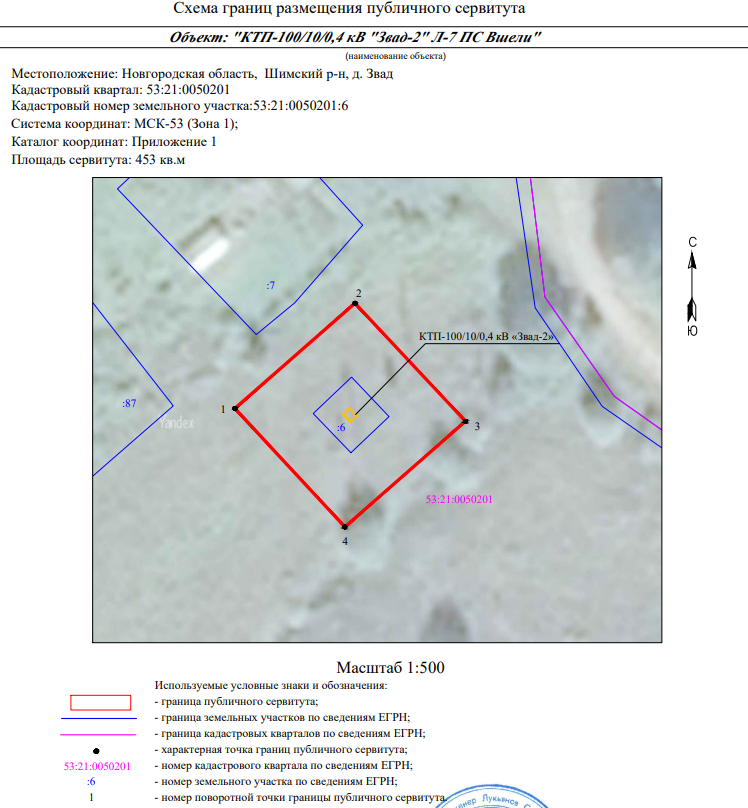 Схема границ размещения публичного сервитута
Объект: "КТП-100/10/0,4 кВ "Звад-2" Л-7 ПС Вшели"
(наименование объекта)
Местоположение: Новгородская область, Шимский р-н, д. Звад
Кадастровый квартал: 53:21:0050201
Кадастровый номер земельного участка:53:21:0050201:6
Система координат: МСК-53 (Зона 1);
Каталог координат: Приложение 1
Площадь сервитута: 453 кв.м
С
:7
2
Ю
КТП-100/10/0,4 кВ «Звад-2»
:87
1
Yandex
:6
3
53:21:0050201
4
Масштаб 1:500
Используемые условные знаки и обозначения:
- граница публичного сервитута;
- граница земельных участков по сведениям ЕГРН;
- граница кадастровых кварталов по сведениям ЕГРН;
- характерная точка границ публичного сервитута;
53:21:0050201 - номер кадастрового квартала по сведениям ЕГРН;
:6 - номер земельного участка по сведениям ЕГРН;
1 - номер поворотной точки границы публичного сервитута
Лукьянов